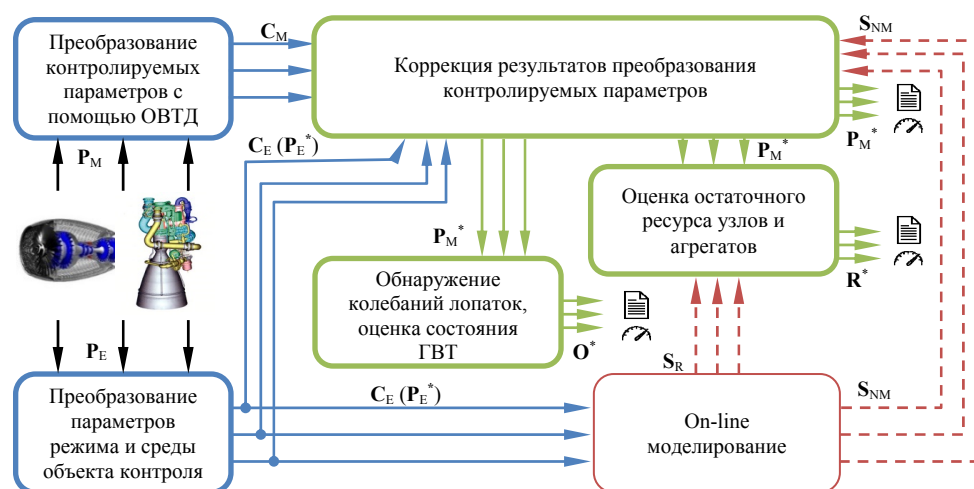 Преобразование
контролируемых
параметров с
помощью ОВТД
C_M
Коррекция результатов преобразования
контролируемых параметров
S_NM
P_M^*
C_E (P_E^*)
P_M
P_M^*
Оценка остаточного
ресурса узлов и
агрегатов
R^*
P_M^*
Обнаружение
колебаний лопаток,
оценка состояния
ГВТ
O^*
P_E
S_R
Преобразование
параметров
режима и среды
объекта контроля
C_E (P_E^*)
On-line
моделирование
S_NM